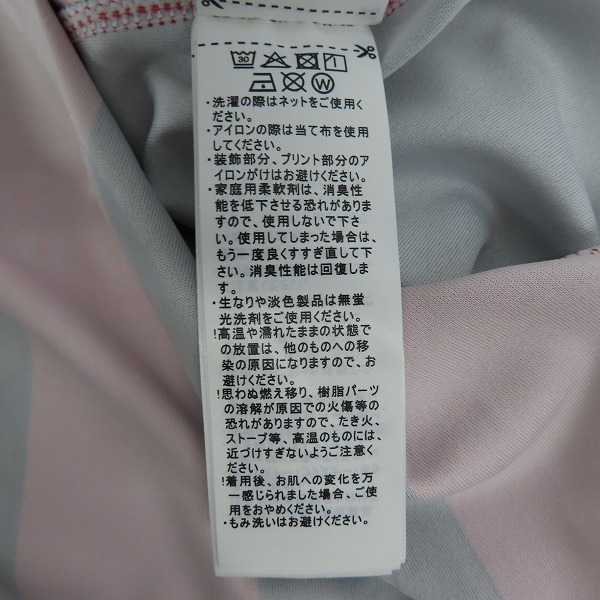 30
W
・洗濯の際はネットをご使用く
ださい。
・アイロンの際は当て布を使用
してください。
・装飾部分、プリント部分のア
イロンがけはお避けください。
・家庭用柔軟剤は、消臭性
能を低下させる恐れがありま
すので、使用しないで下さ
い。使用してしまった場合は、
もう一度良くすすぎ直して下
さい。消臭性能は回復しま
す。
・生なりや淡色製品は無蛍
光洗剤をご使用ください。
!高温や濡れたままの状態で
の放置は、他のものへの移
染の原因になりますので、お
避けください。
!思わぬ燃え移り、樹脂パーツ
の溶解が原因での火傷等の
恐れがありますので、たき火、
ストーブ等、高温のものには、
近づけすぎないようご注意く
ださい。
!着用後、お肌への変化を万
一感じられました場合、ご使
用をおやめください。
・もみ洗いはお避けください。